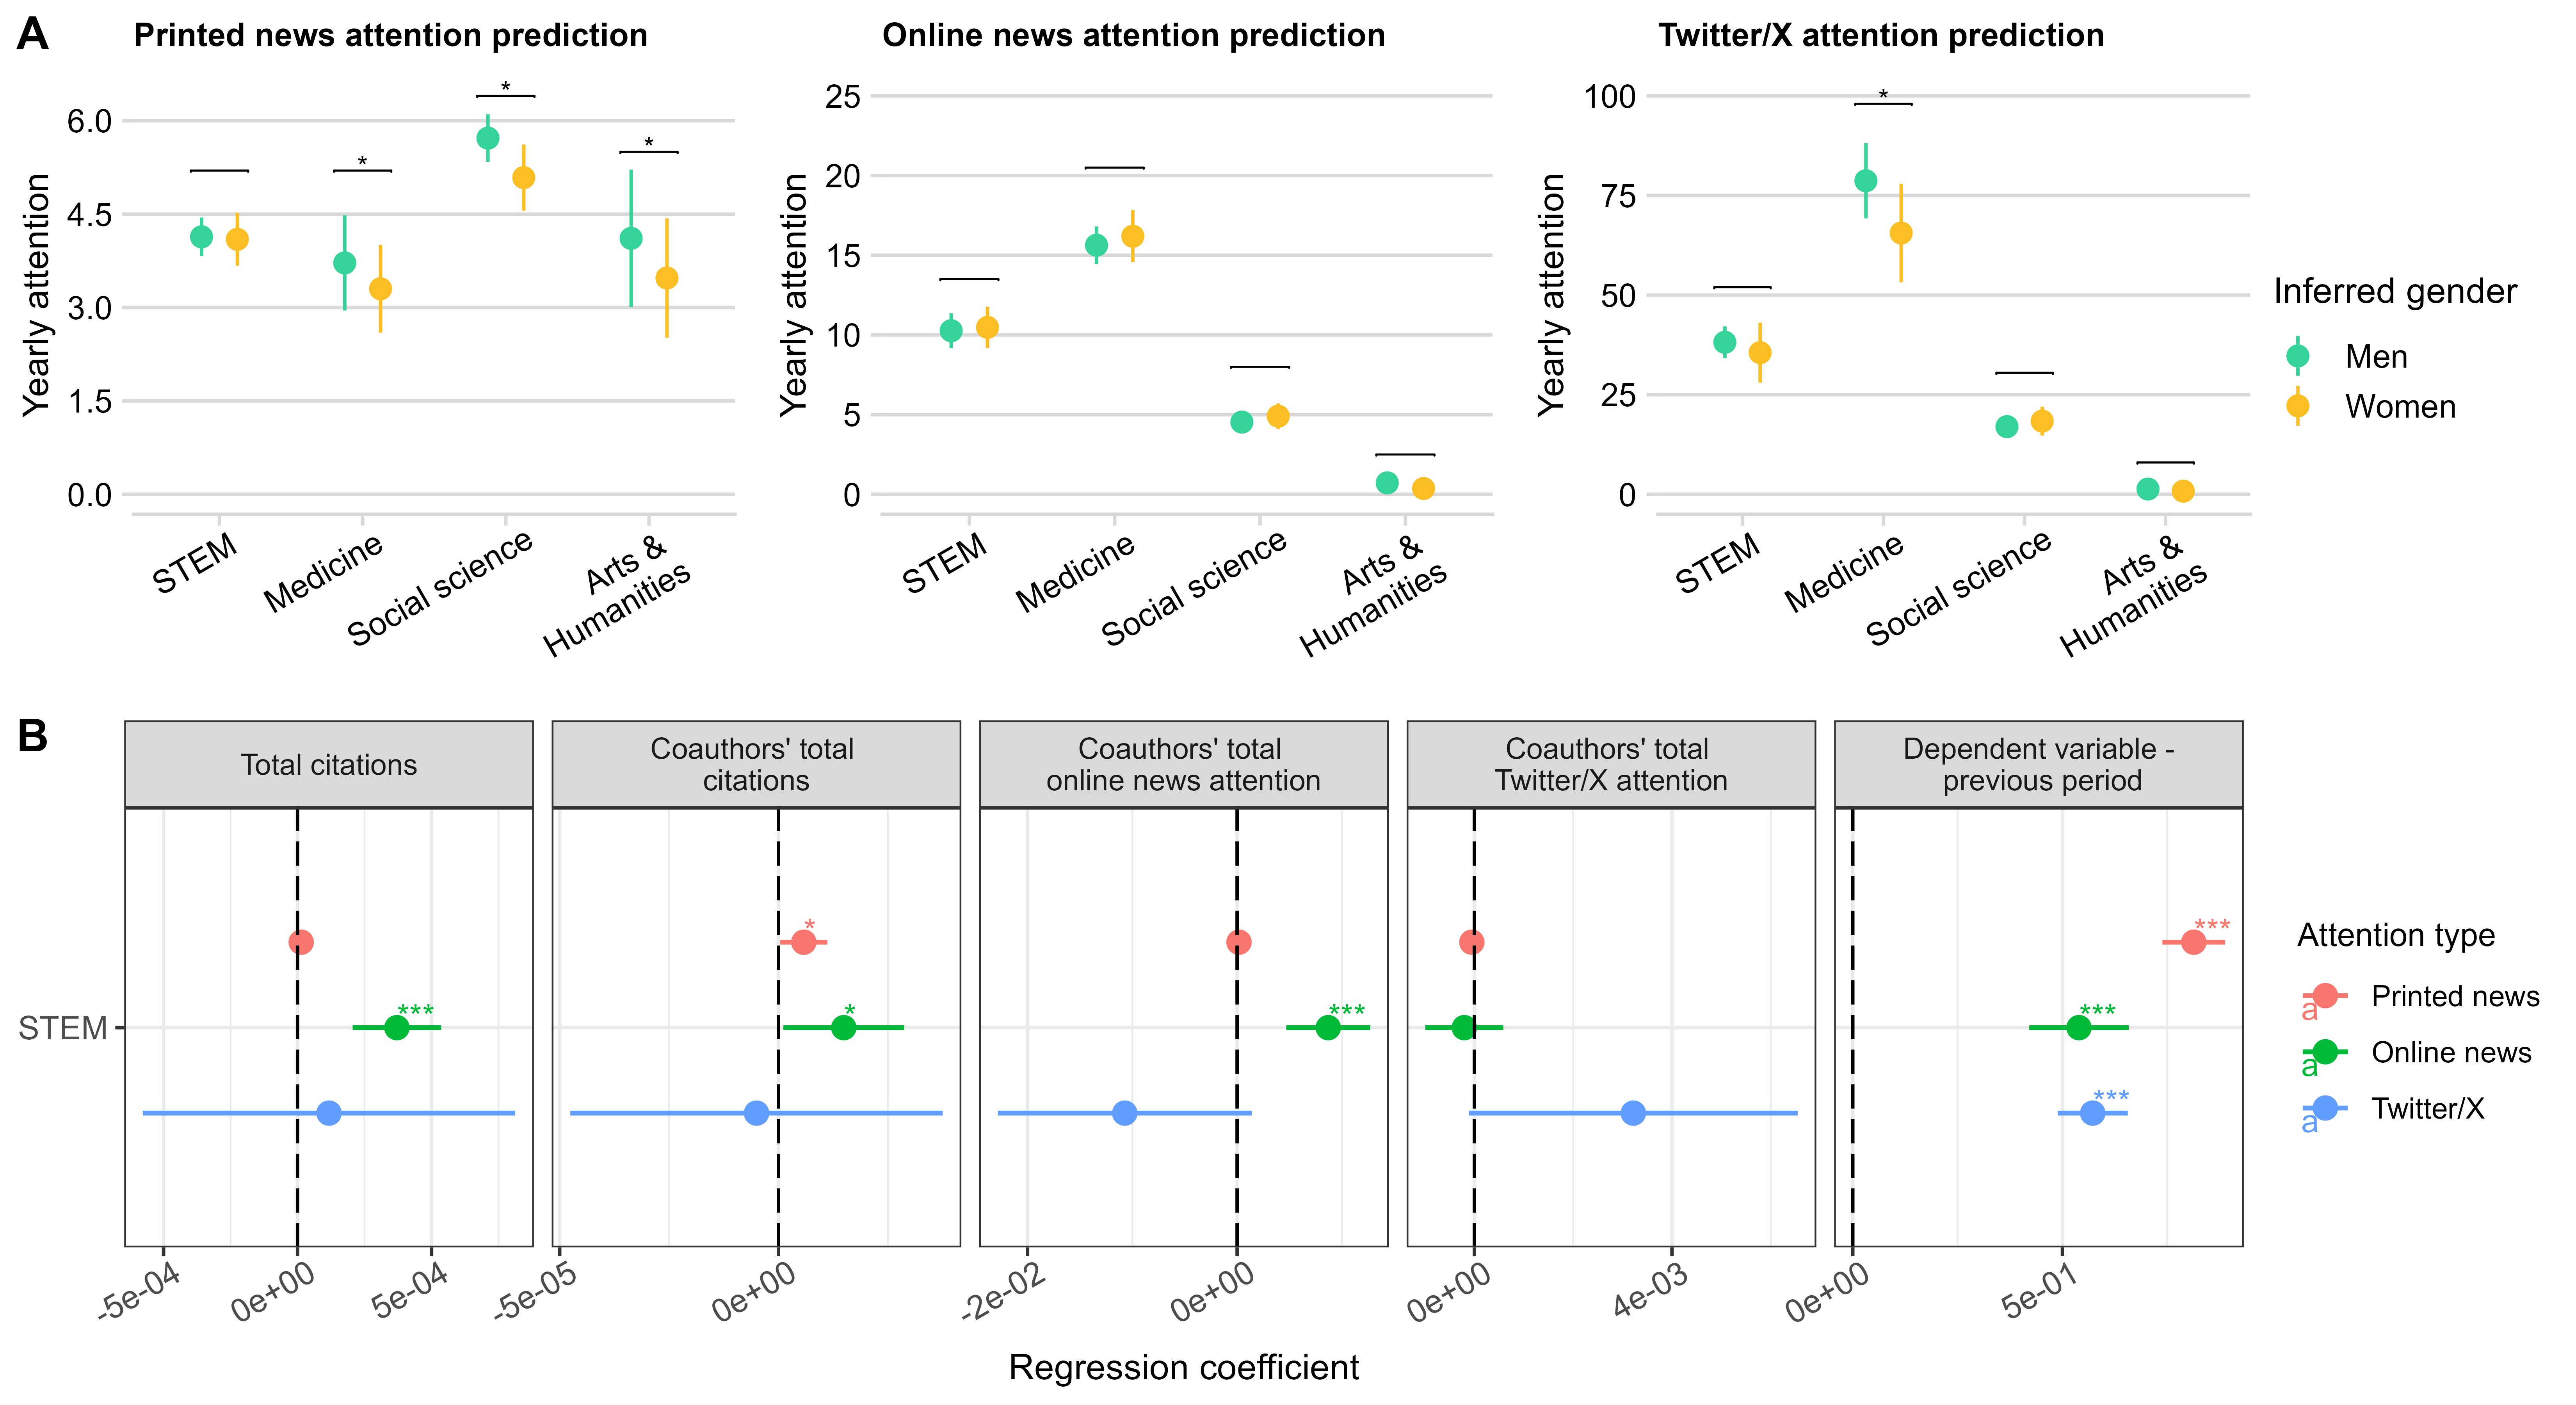 A
Printed news attention prediction
Yearly attention
6.0
4.5
3.0
1.5
0.0
*
*
*
STEM
Medicine
Social science
Arts &
Humanities
Online news attention prediction
Yearly attention
25
20
15
10
5
0
STEM
Medicine
Social science
Arts &
Humanities
Twitter/X attention prediction
Yearly attention
100
75
50
25
0
*
STEM
Medicine
Social science
Arts &
Humanities
Inferred gender
Men
Women
B
Total citations
Coauthors' total
citations
Coauthors' total
online news attention
Coauthors' total
Twitter/X attention
Dependent variable -
previous period
STEM
*
***
***
*
***
***
***
-5e-04
0e+00
5e-04
-5e-05
0e+00
-2e-02
0e+00
0e+00
4e-03
0e+00
5e-01
Regression coefficient
Attention type
a Printed news
a Online news
a Twitter/X